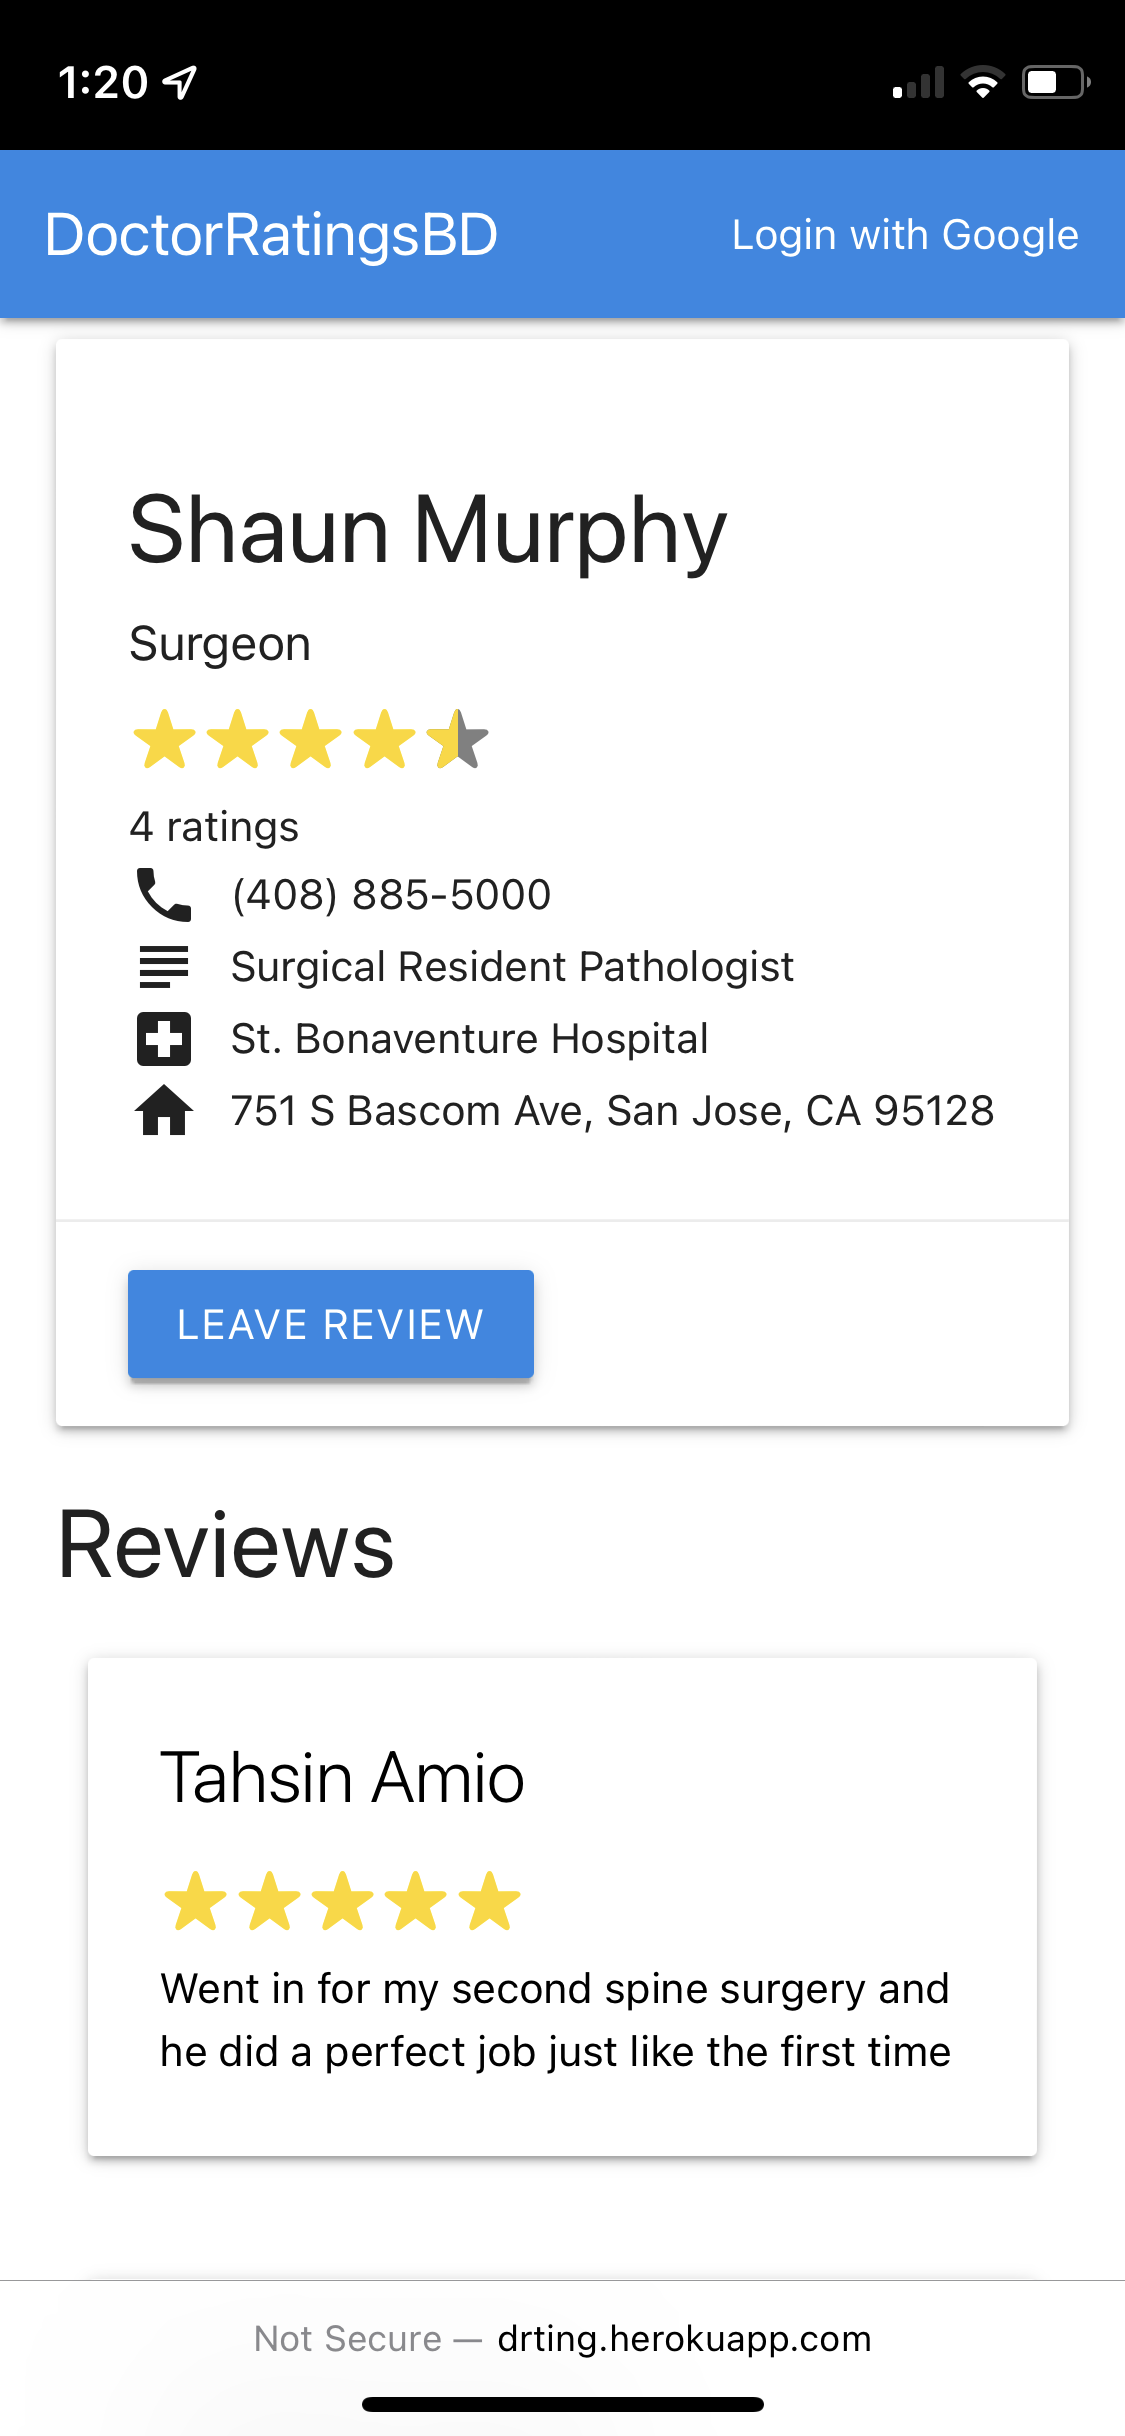 1:20
DoctorRatingsBD
Login with Google
Shaun Murphy
Surgeon
4 ratings
(408) 885-5000
Surgical Resident Pathologist
St. Bonaventure Hospital
751 S Bascom Ave, San Jose, CA 95128
LEAVE REVIEW
Reviews
Tahsin Amio
Went in for my second spine surgery and
he did a perfect job just like the first time
Not Secure — drting.herokuapp.com